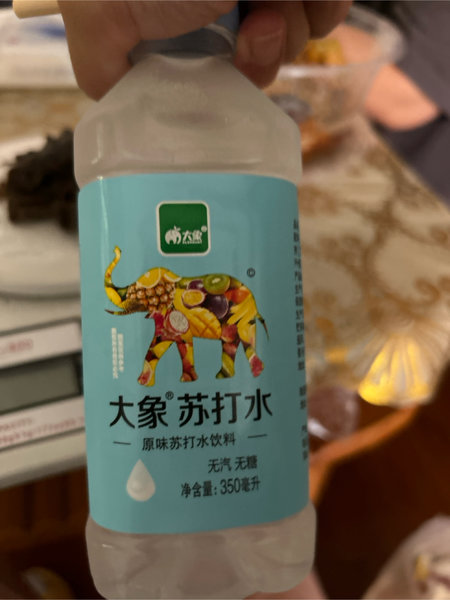 大象
©
大象® 苏打水
原味苏打水饮料
无汽 无糖
净含量: 350毫升